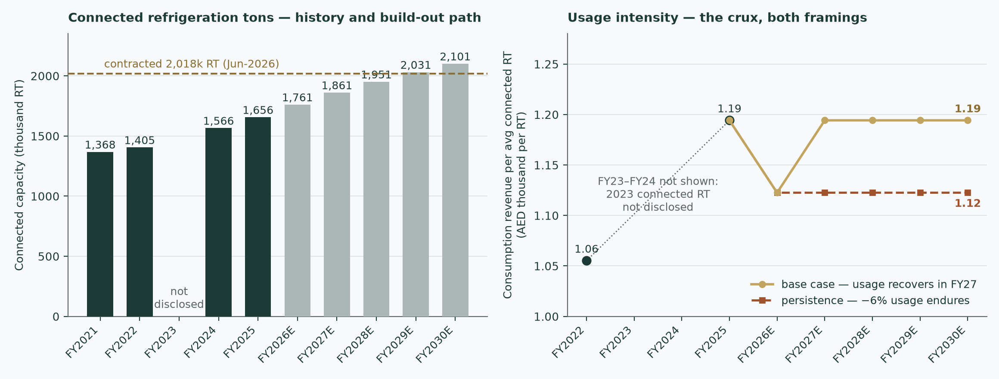 Connected refrigeration tons — history and build-out path
Connected capacity (thousand RT)
2000
1500
1000
500
0
contracted 2,018k RT (Jun-2026)
1,368
1,405
not
disclosed
1,566
1,656
1,761
1,861
1,951
2,031
2,101
FY2021
FY2022
FY2023
FY2024
FY2025
FY2026E
FY2027E
FY2028E
FY2029E
FY2030E
Usage intensity — the crux, both framings
Consumption revenue per avg connected RT
(AED thousand per RT)
1.25
1.20
1.15
1.10
1.05
1.00
1.06
FY23–FY24 not shown:
2023 connected RT
not disclosed
1.19
1.19
1.12
base case — usage recovers in FY27
persistence — −6% usage endures
FY2022
FY2023
FY2024
FY2025
FY2026E
FY2027E
FY2028E
FY2029E
FY2030E